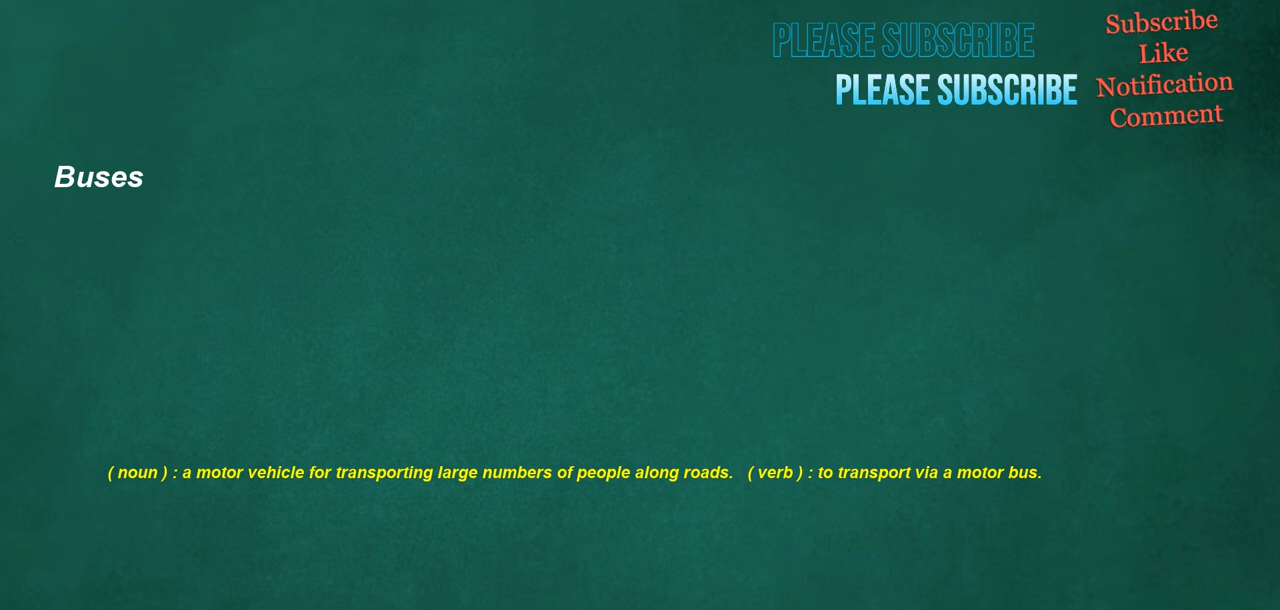 PLEASE SUBSCRIBE
PLEASE SUBSCRIBE
Subscribe
Like
Notification
Comment
Buses
( noun ) : a motor vehicle for transporting large numbers of people along roads.   ( verb ) : to transport via a motor bus.